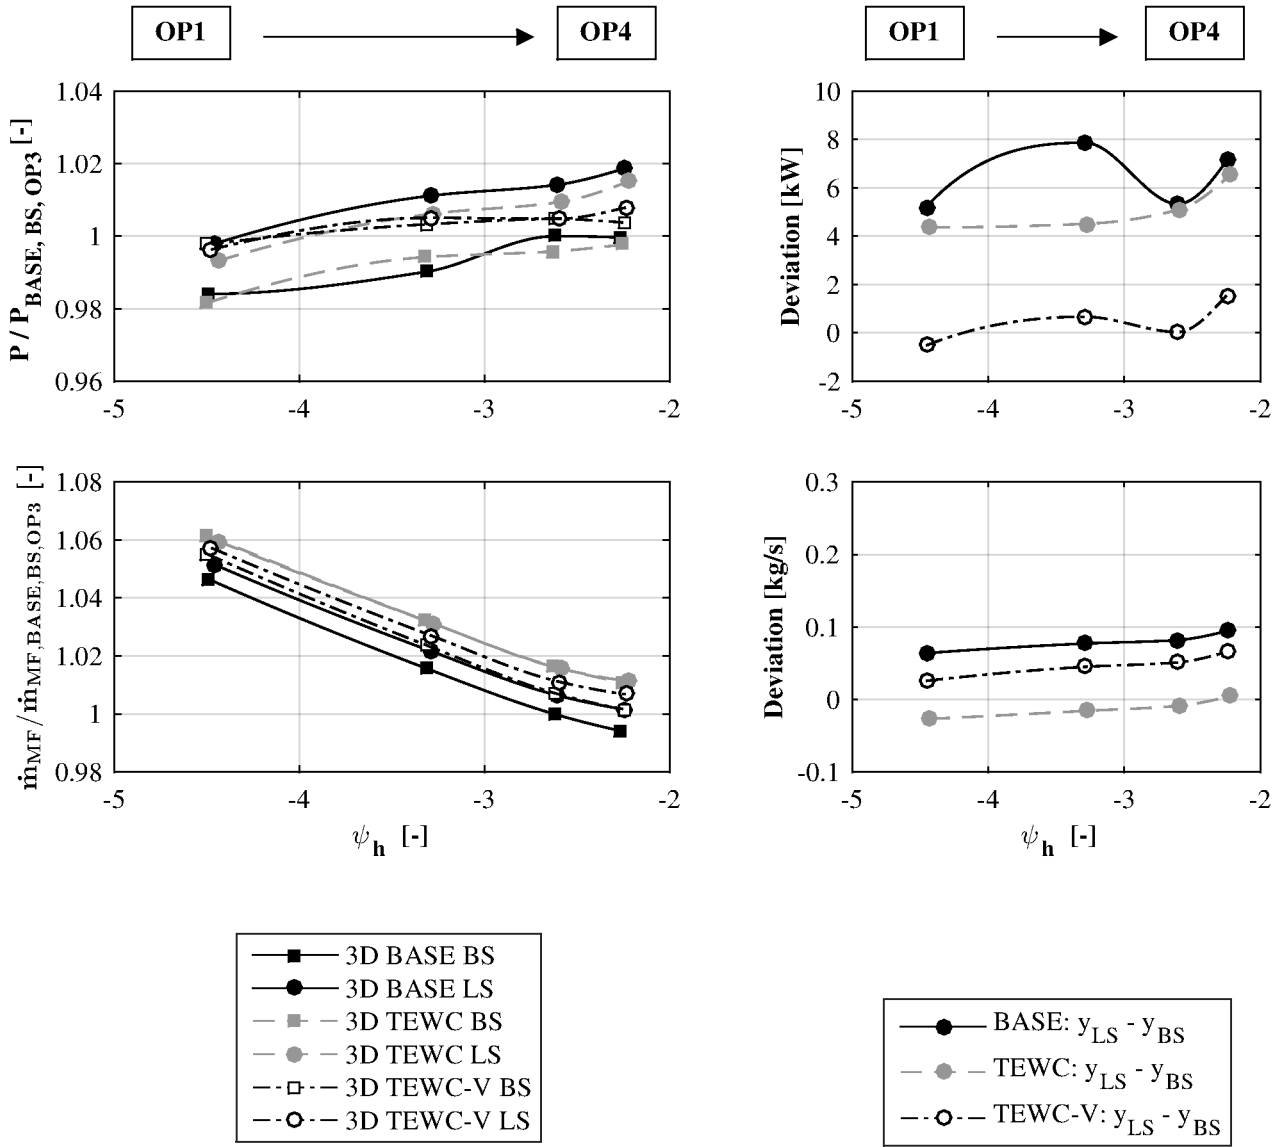 OP1
OP4
OP1
OP4
P / P_BASE, BS, OP3 [-]
1.04
1.02
1
0.98
0.96
-5
-4
-3
-2
Deviation [kW]
10
8
6
4
2
0
-2
-5
-4
-3
-2
ṁ_MF/ṁ_MF,BASE,BS,OP3 [-]
1.08
1.06
1.04
1.02
1
0.98
-5
-4
-3
-2
ψ_h [-]
Deviation [kg/s]
0.3
0.2
0.1
0
-0.1
-5
-4
-3
-2
ψ_h [-]
3D BASE BS
3D BASE LS
3D TEWC BS
3D TEWC LS
3D TEWC-V BS
3D TEWC-V LS
BASE: y_LS - y_BS
TEWC: y_LS - y_BS
TEWC-V: y_LS - y_BS